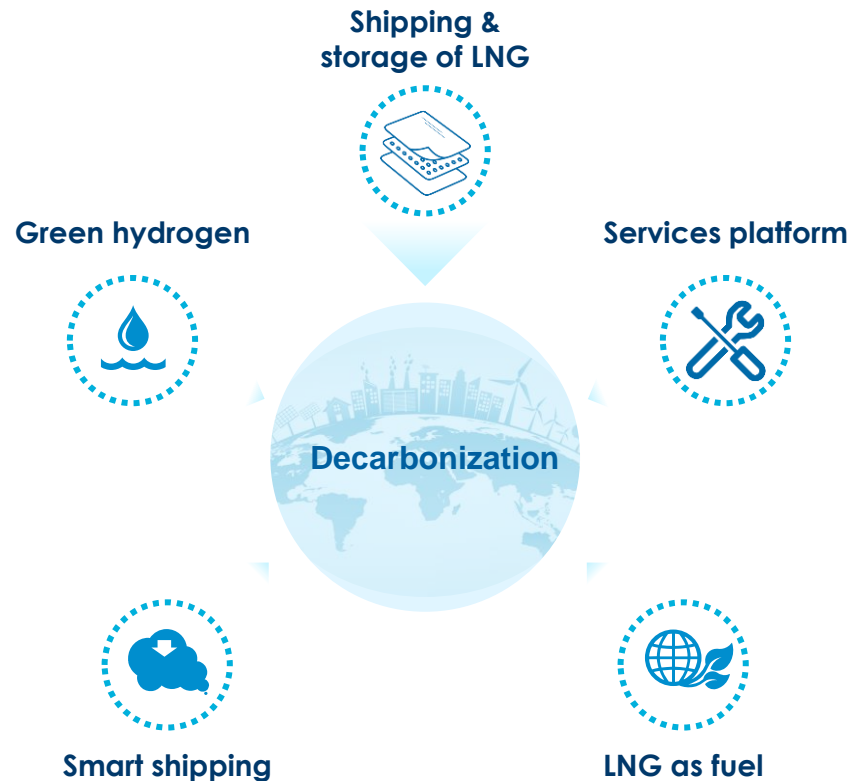 Shipping &
storage of LNG
Green hydrogen
Services platform
Decarbonization
Smart shipping
LNG as fuel